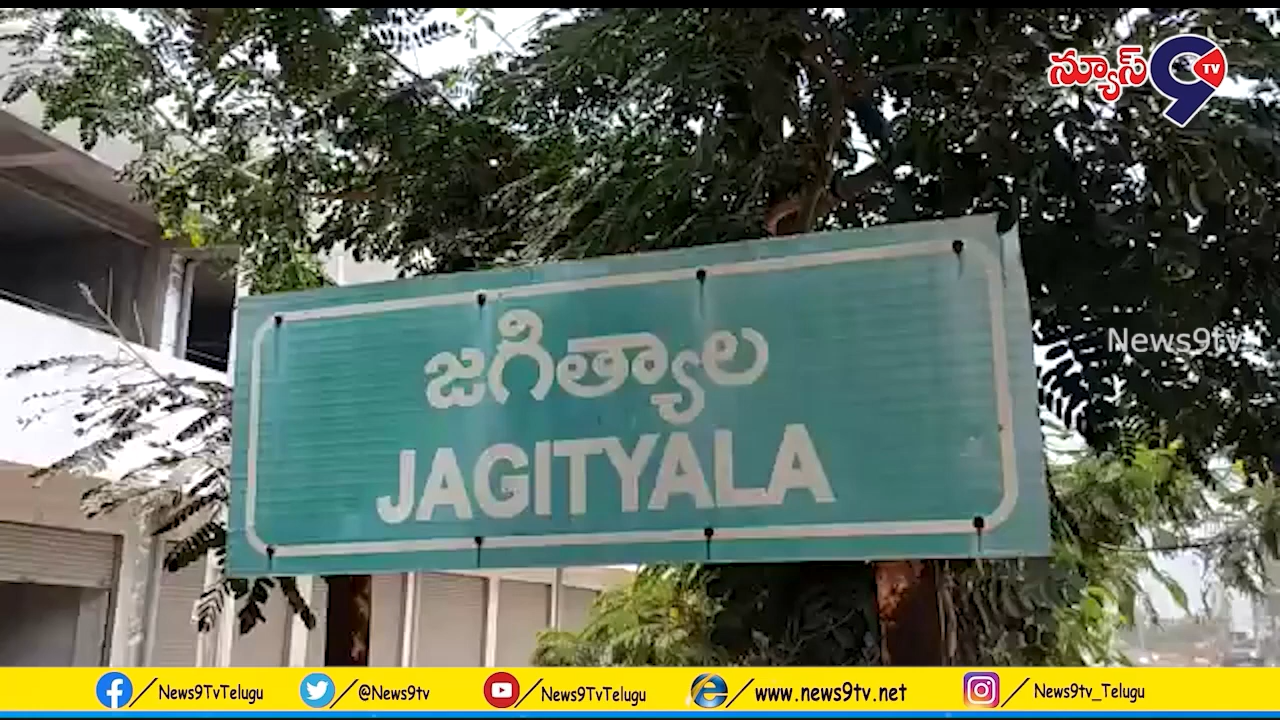 న్యూస్ 9 TV
News9tv
జగిత్యాల
JAGITYALA
/News9TvTelugu /@News9tv /News9TvTelugu /www.news9tv.net /News9tv_Telugu